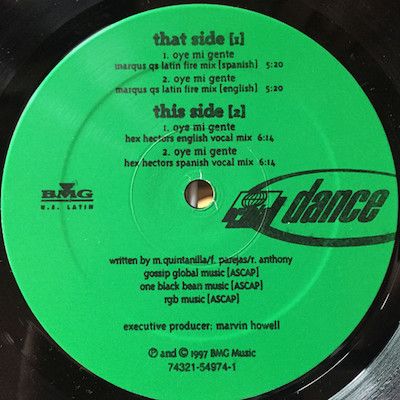 that side [1]
1. oye mi gente
marqus qs latin fire mix [spanish] 5:20
2. oye mi gente
marqus qs latin fire mix [english] 5:20
this side [2]
1. oye mi gente
hex hectors english vocal mix 6:14
2. oye mi gente
hex hectors spanish vocal mix 6:14
BMG
U.S. LATIN
dance
written by m.quintanilla/f. parejas/r. anthony
gossip global music [ASCAP]
one black bean music [ASCAP]
rgb music [ASCAP]
executive producer: marvin howell
℗ and © 1997 BMG Music
74321-54974-1